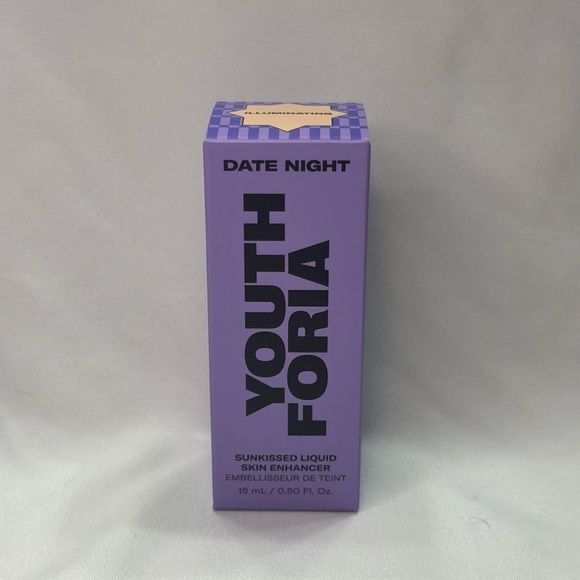 ILLUMINATING
DATE NIGHT
YOUTH
FORIA
SUNKISSED LIQUID
SKIN ENHANCER
EMBELLISSEUR DE TEINT
15 mL / 0.50 Fl. Oz.